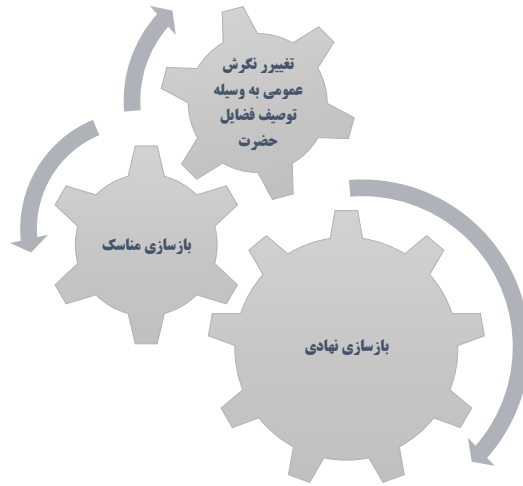 تغییرر نگرش
عمومی به وسیله
توصیف فضایل
حضرت
بازسازی مناسک
بازسازی نهادی